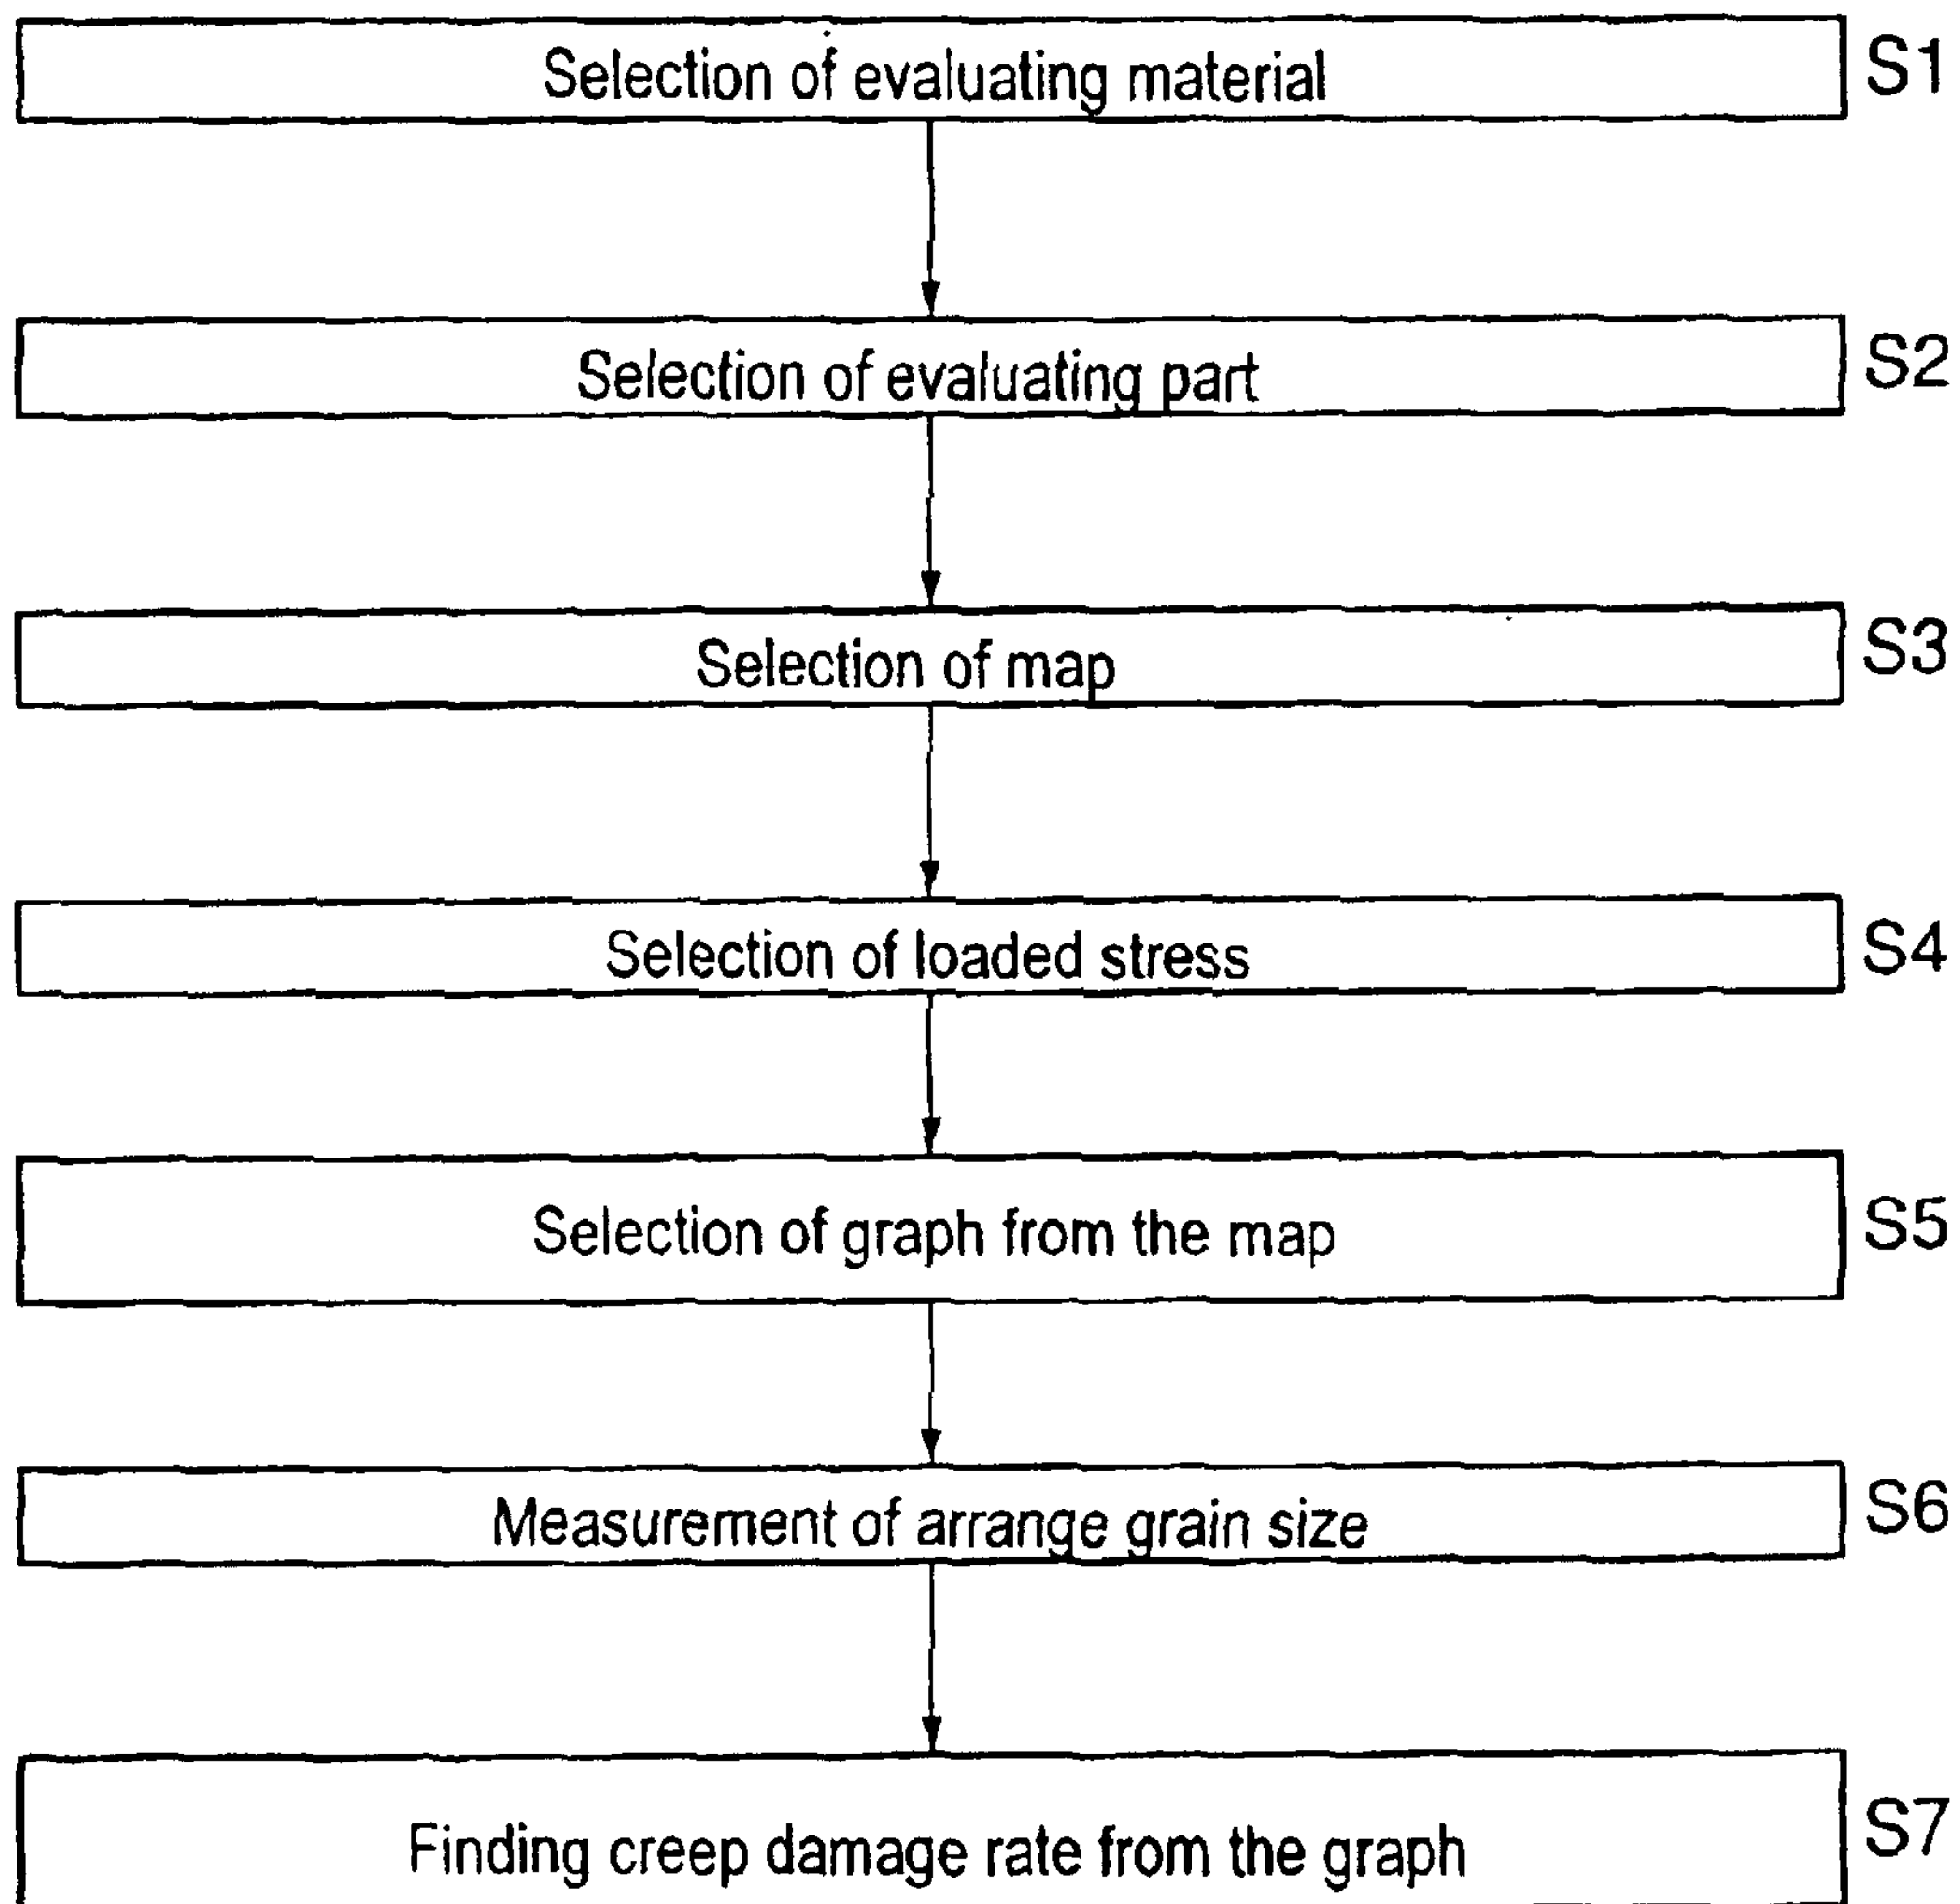 Selection of evaluating material S1
Selection of evaluating part S2
Selection of map S3
Selection of loaded stress S4
Selection of graph from the map S5
Measurement of arrange grain size S6
Finding creep damage rate from the graph S7